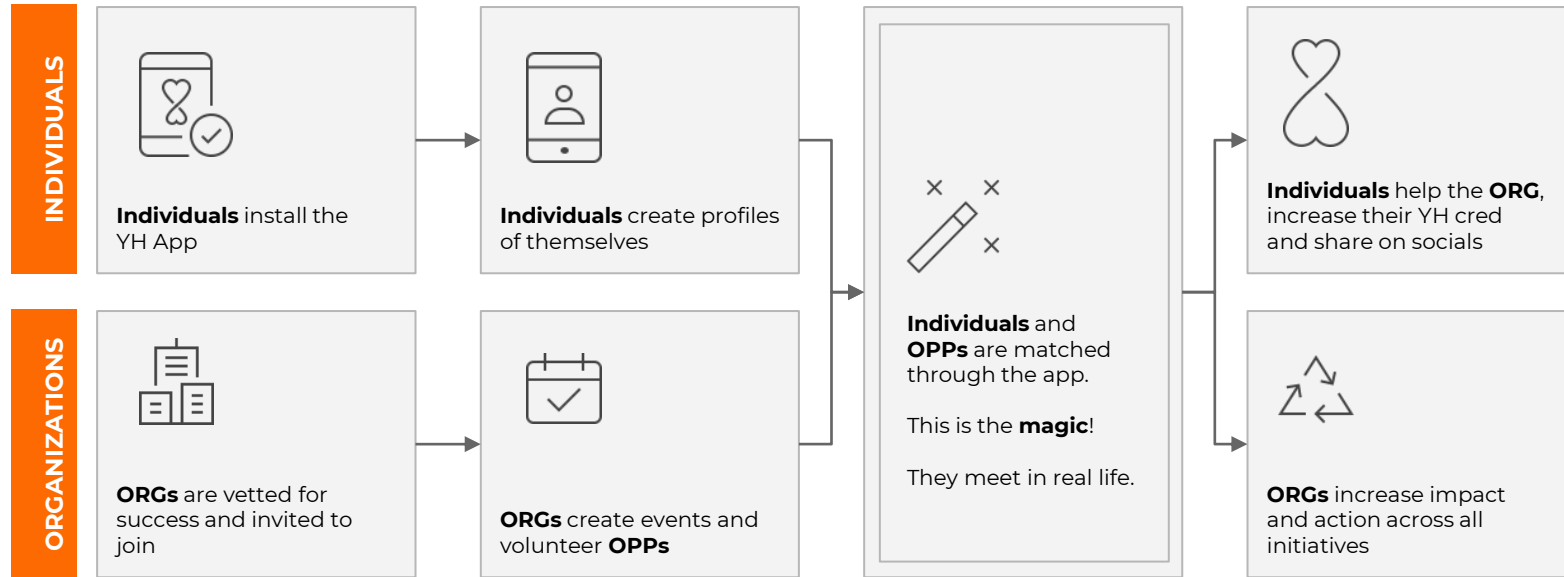 INDIVIDUALS
Individuals install the
YH App
Individuals create profiles
of themselves
Individuals and
OPPs are matched
through the app.
This is the magic!
They meet in real life.
Individuals help the ORG,
increase their YH cred
and share on socials
ORGANIZATIONS
ORGs are vetted for
success and invited to
join
ORGs create events and
volunteer OPPs
ORGs increase impact
and action across all
initiatives